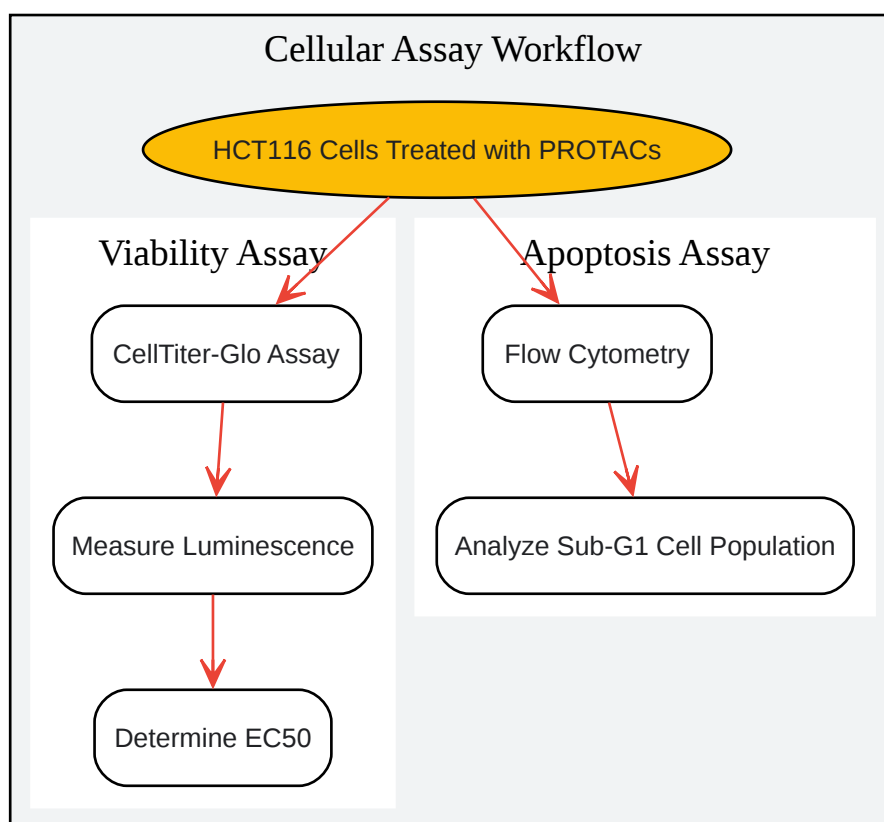 Cellular Assay Workflow
HCT116 Cells Treated with PROTACs
Viability Assay
CellTiter-Glo Assay
Measure Luminescence
Determine EC50
Apoptosis Assay
Flow Cytometry
Analyze Sub-G1 Cell Population